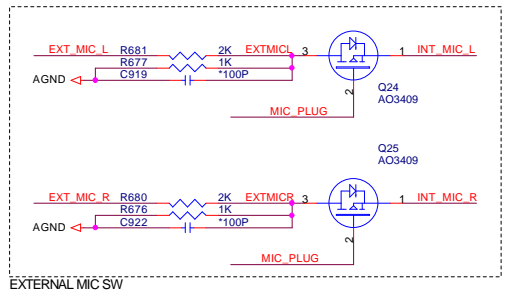 EXT_MIC_L R681 2K EXTMICL 3 1 INT_MIC_L
R677 1K
AGND C919 *100P
2 Q24
AO3409
MIC_PLUG
Q25
AO3409
EXT_MIC_R R680 2K EXTMICR 3 1 INT_MIC_R
R676 1K
AGND C922 *100P
2
MIC_PLUG
EXTERNAL MIC SW